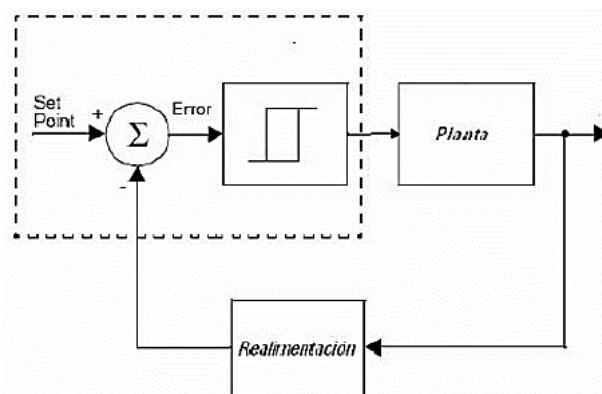 Set
Point
+
Σ
Error
-
Planta
Realimentación